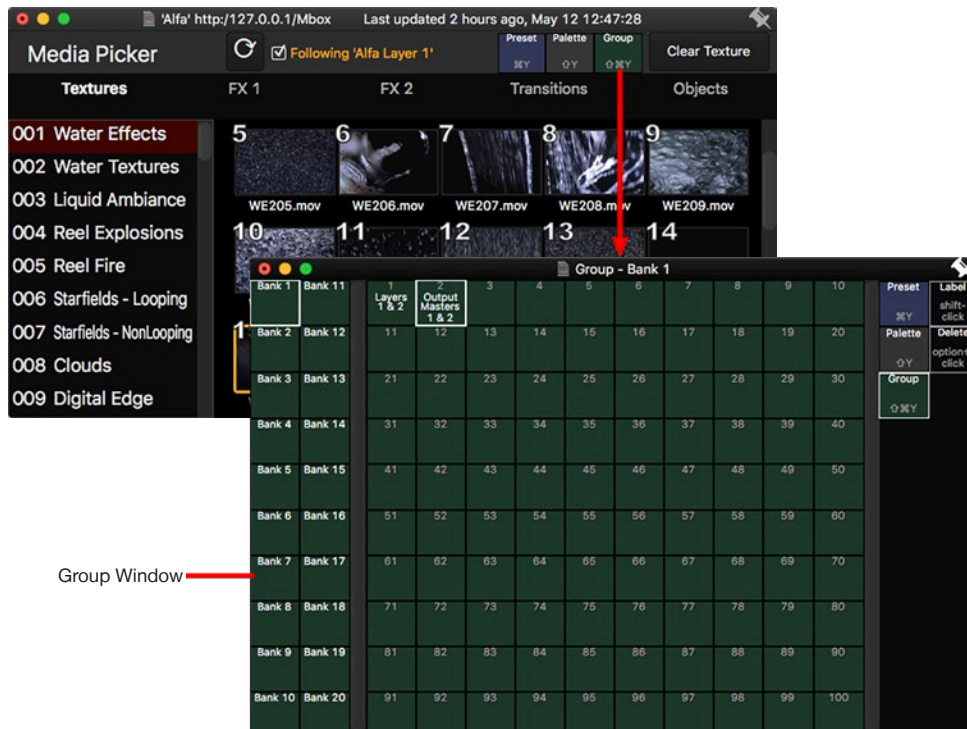 'Alfa' http:/127.0.0.1/Mbox Last updated 2 hours ago, May 12 12:47:28
Media Picker
Following 'Alfa Layer 1'
Preset ⌘Y
Palette ⇧Y
Group ⇧⌘Y
Clear Texture
Textures FX 1 FX 2 Transitions Objects
001 Water Effects
002 Water Textures
003 Liquid Ambiance
004 Reel Explosions
005 Reel Fire
006 Starfields - Looping
007 Starfields - NonLooping
008 Clouds
009 Digital Edge
5 6 7 8 9
WE205.mov WE206.mov WE207.mov WE208.mov WE209.mov
10 11 12 13 14
Group - Bank 1
Bank 1 Bank 11 1 Layers 1 & 2 2 Output Masters 1 & 2 3 4 5 6 7 8 9 10
Bank 2 Bank 12 11 12 13 14 15 16 17 18 19 20
Bank 3 Bank 13 21 22 23 24 25 26 27 28 29 30
Bank 4 Bank 14 31 32 33 34 35 36 37 38 39 40
Bank 5 Bank 15 41 42 43 44 45 46 47 48 49 50
Bank 6 Bank 16 51 52 53 54 55 56 57 58 59 60
Bank 7 Bank 17 61 62 63 64 65 66 67 68 69 70
Bank 8 Bank 18 71 72 73 74 75 76 77 78 79 80
Bank 9 Bank 19 81 82 83 84 85 86 87 88 89 90
Bank 10 Bank 20 91 92 93 94 95 96 97 98 99 100
Preset ⌘Y
Label shift-click
Palette ⇧Y
Delete option-click
Group ⇧⌘Y
Group Window